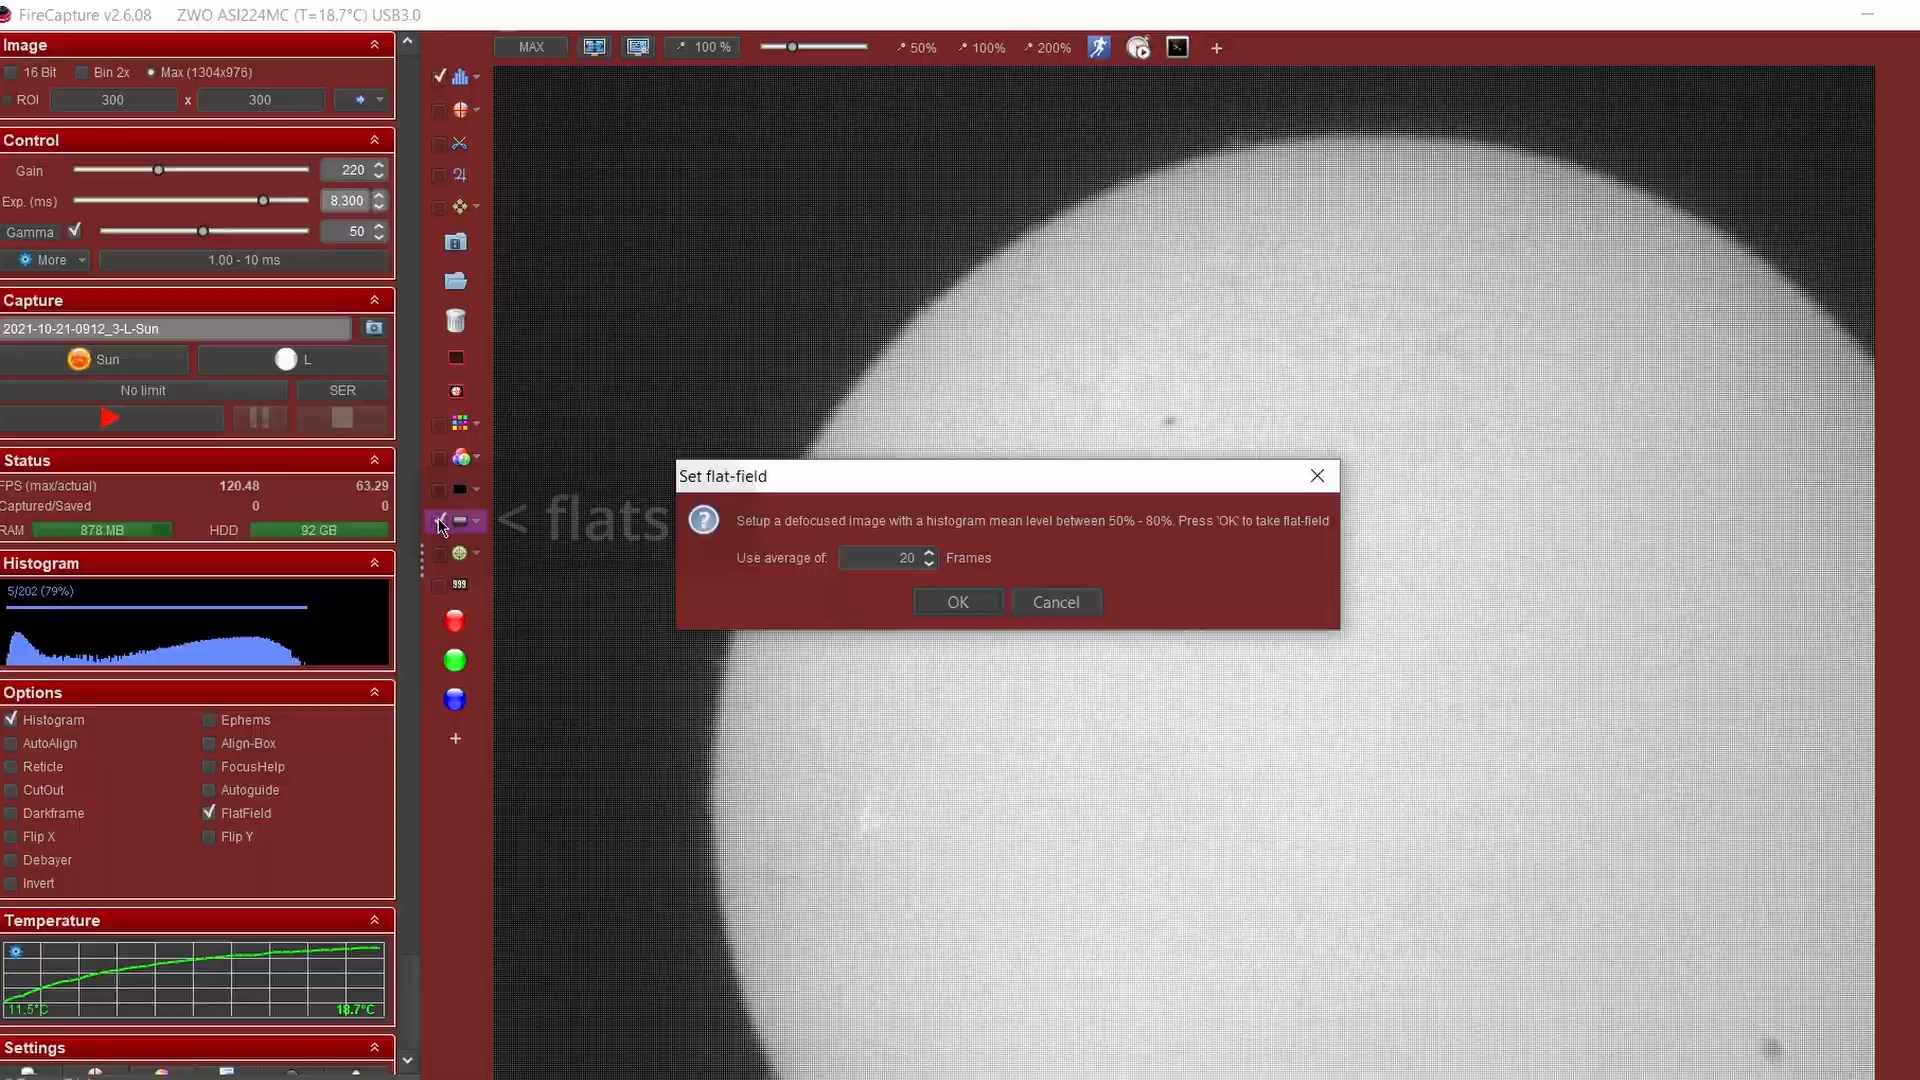 FireCapture v2.6.08 ZWO ASI224MC (T=18.7°C) USB3.0
Image
16 Bit Bin 2x Max (1304x976)
ROI 300 x 300
Control
Gain 220
Exp. (ms) 8.300
Gamma 50
More 1.00 - 10 ms
Capture
2021-10-21-0912_3-L-Sun
Sun L
No limit SER
Status
FPS (max/actual) 120.48 63.29
Captured/Saved 0 0
RAM 878 MB HDD 92 GB
Histogram
5/202 (79%)
Options
Histogram Ephems
AutoAlign Align-Box
Reticle FocusHelp
CutOut Autoguide
Darkframe FlatField
Flip X Flip Y
Debayer
Invert
Temperature
11.5°C 18.7°C
Settings
MAX 100 % 50% 100% 200% +
999
+
< flats
Set flat-field
Setup a defocused image with a histogram mean level between 50% - 80%. Press 'OK' to take flat-field
Use average of: 20 Frames
OK Cancel